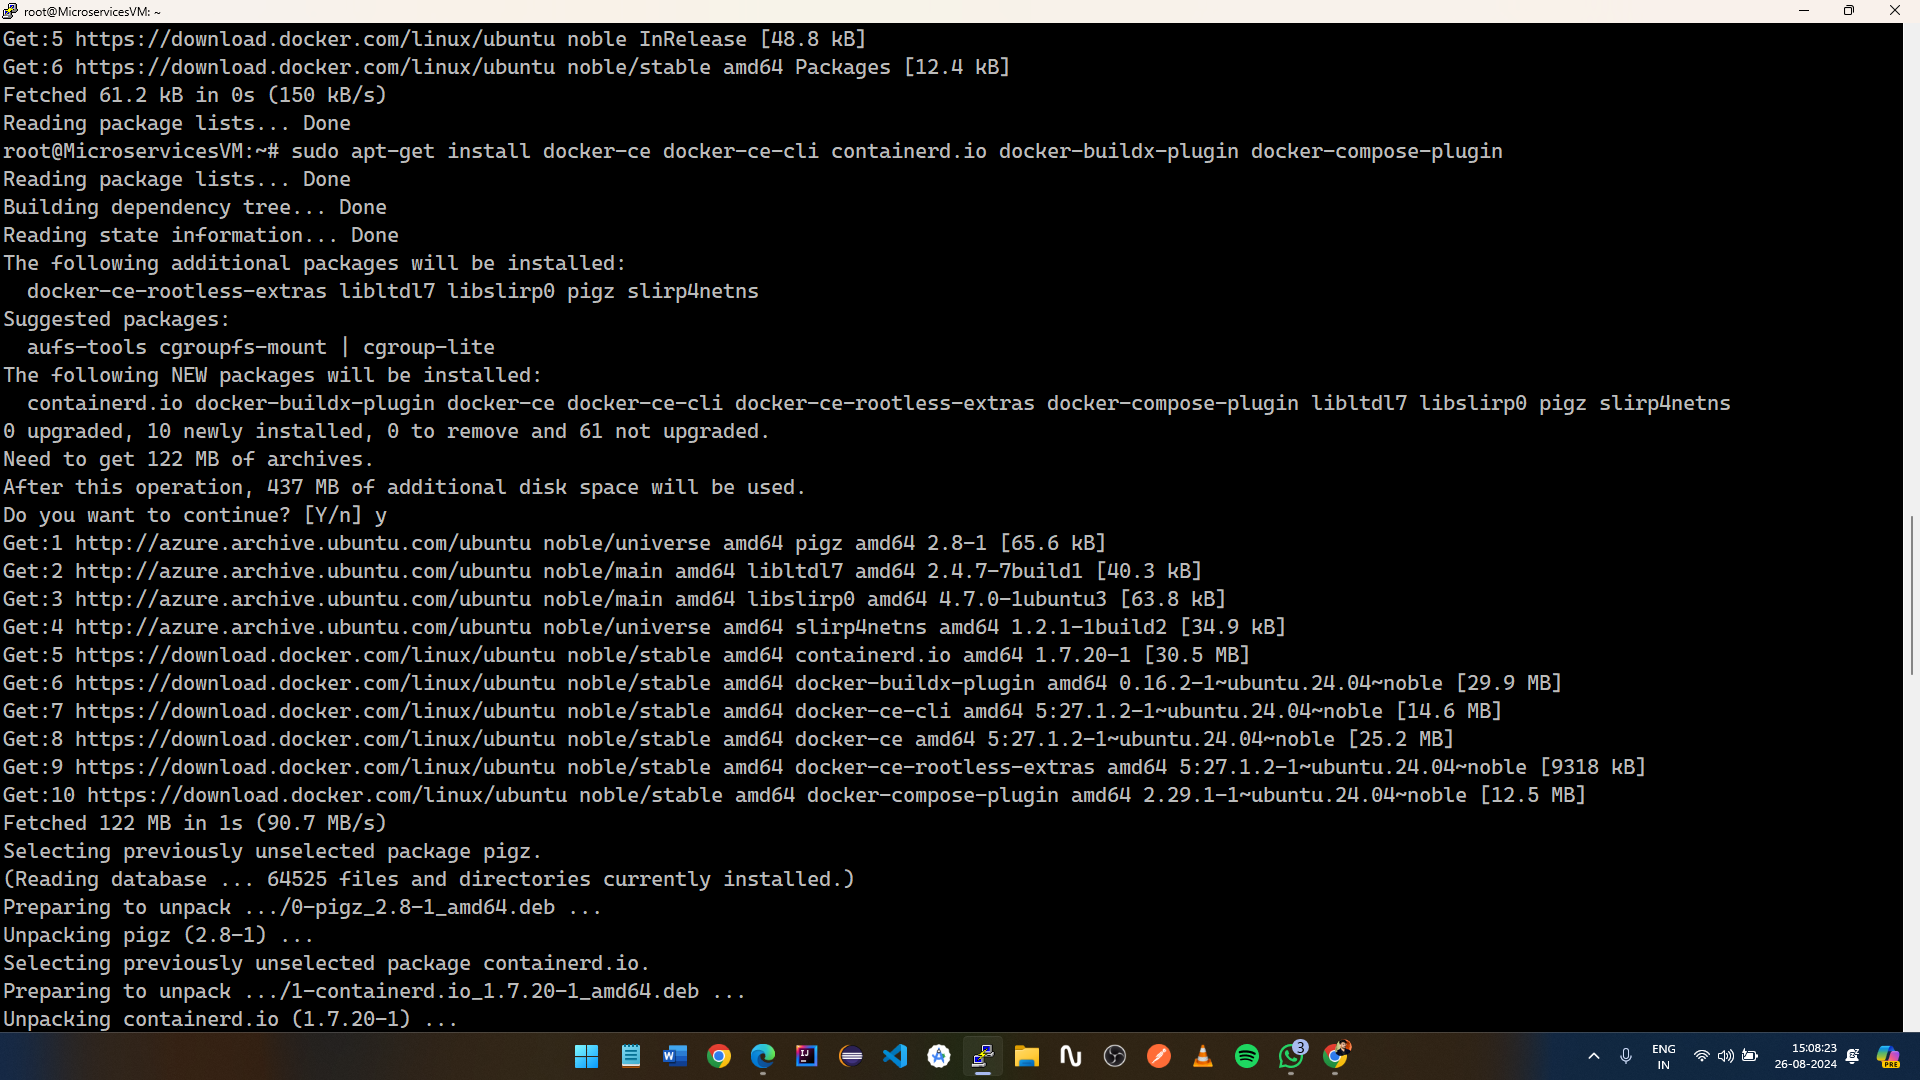 root@MicroservicesVM: ~
Get:5 https://download.docker.com/linux/ubuntu noble InRelease [48.8 kB]
Get:6 https://download.docker.com/linux/ubuntu noble/stable amd64 Packages [12.4 kB]
Fetched 61.2 kB in 0s (150 kB/s)
Reading package lists... Done
root@MicroservicesVM:~# sudo apt-get install docker-ce docker-ce-cli containerd.io docker-buildx-plugin docker-compose-plugin
Reading package lists... Done
Building dependency tree... Done
Reading state information... Done
The following additional packages will be installed:
  docker-ce-rootless-extras libltdl7 libslirp0 pigz slirp4netns
Suggested packages:
  aufs-tools cgroupfs-mount | cgroup-lite
The following NEW packages will be installed:
  containerd.io docker-buildx-plugin docker-ce docker-ce-cli docker-ce-rootless-extras docker-compose-plugin libltdl7 libslirp0 pigz slirp4netns
0 upgraded, 10 newly installed, 0 to remove and 61 not upgraded.
Need to get 122 MB of archives.
After this operation, 437 MB of additional disk space will be used.
Do you want to continue? [Y/n] y
Get:1 http://azure.archive.ubuntu.com/ubuntu noble/universe amd64 pigz amd64 2.8-1 [65.6 kB]
Get:2 http://azure.archive.ubuntu.com/ubuntu noble/main amd64 libltdl7 amd64 2.4.7-7build1 [40.3 kB]
Get:3 http://azure.archive.ubuntu.com/ubuntu noble/main amd64 libslirp0 amd64 4.7.0-1ubuntu3 [63.8 kB]
Get:4 http://azure.archive.ubuntu.com/ubuntu noble/universe amd64 slirp4netns amd64 1.2.1-1build2 [34.9 kB]
Get:5 https://download.docker.com/linux/ubuntu noble/stable amd64 containerd.io amd64 1.7.20-1 [30.5 MB]
Get:6 https://download.docker.com/linux/ubuntu noble/stable amd64 docker-buildx-plugin amd64 0.16.2-1~ubuntu.24.04~noble [29.9 MB]
Get:7 https://download.docker.com/linux/ubuntu noble/stable amd64 docker-ce-cli amd64 5:27.1.2-1~ubuntu.24.04~noble [14.6 MB]
Get:8 https://download.docker.com/linux/ubuntu noble/stable amd64 docker-ce amd64 5:27.1.2-1~ubuntu.24.04~noble [25.2 MB]
Get:9 https://download.docker.com/linux/ubuntu noble/stable amd64 docker-ce-rootless-extras amd64 5:27.1.2-1~ubuntu.24.04~noble [9318 kB]
Get:10 https://download.docker.com/linux/ubuntu noble/stable amd64 docker-compose-plugin amd64 2.29.1-1~ubuntu.24.04~noble [12.5 MB]
Fetched 122 MB in 1s (90.7 MB/s)
Selecting previously unselected package pigz.
(Reading database ... 64525 files and directories currently installed.)
Preparing to unpack .../0-pigz_2.8-1_amd64.deb ...
Unpacking pigz (2.8-1) ...
Selecting previously unselected package containerd.io.
Preparing to unpack .../1-containerd.io_1.7.20-1_amd64.deb ...
Unpacking containerd.io (1.7.20-1) ...
3
ENG
IN
15:08:23
26-08-2024
PRE